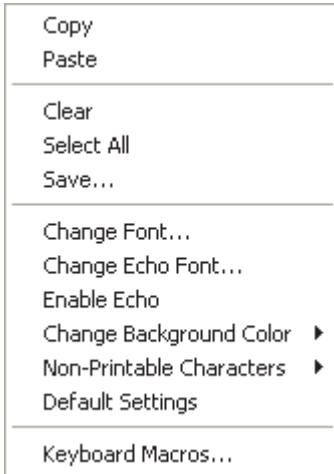 Copy
Paste
Clear
Select All
Save...
Change Font...
Change Echo Font...
Enable Echo
Change Background Color
Non-Printable Characters
Default Settings
Keyboard Macros...